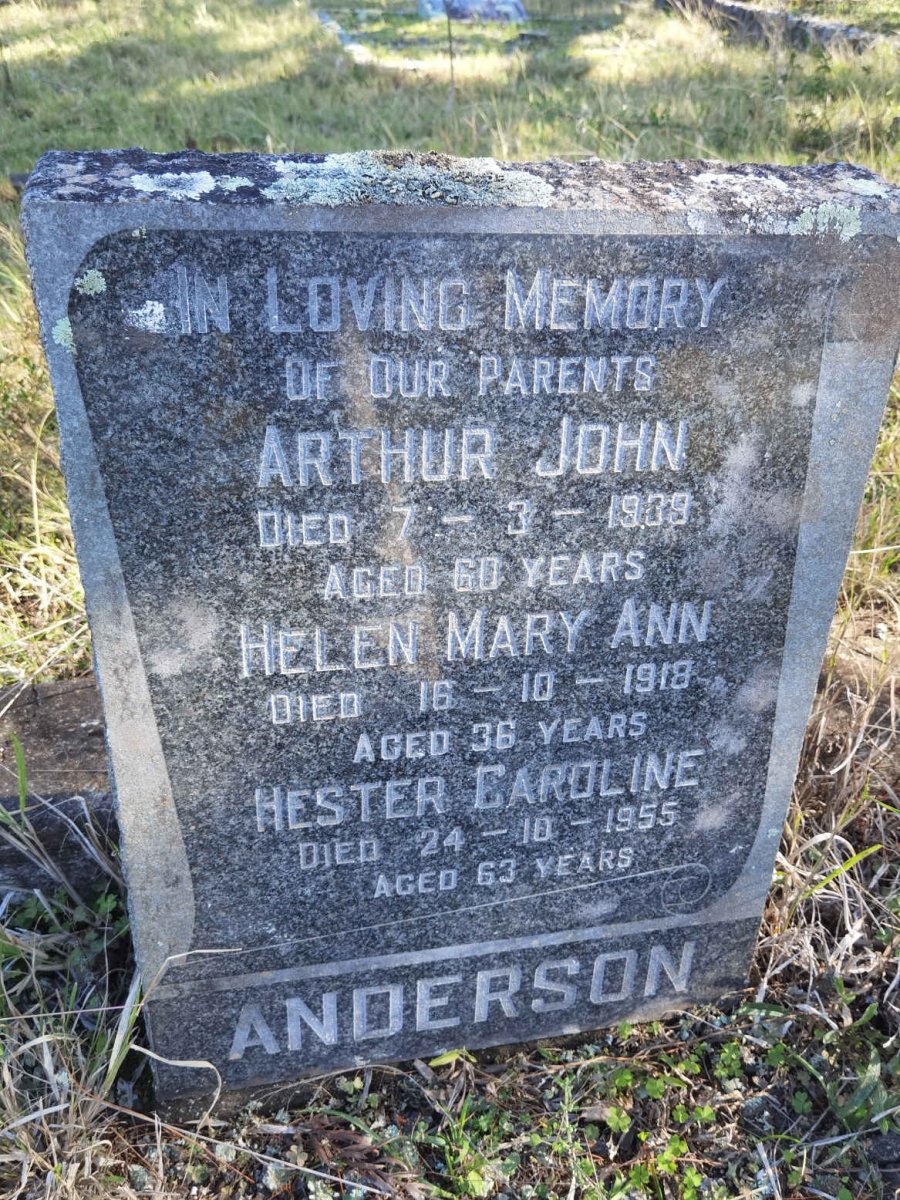 IN LOVING MEMORY
OF OUR PARENTS
ARTHUR JOHN
DIED 7 - 3 - 1939
AGED 60 YEARS
HELEN MARY ANN
DIED 16 - 10 - 1918
AGED 36 YEARS
HESTER CAROLINE
DIED 24 - 10 - 1955
AGED 63 YEARS
ANDERSON